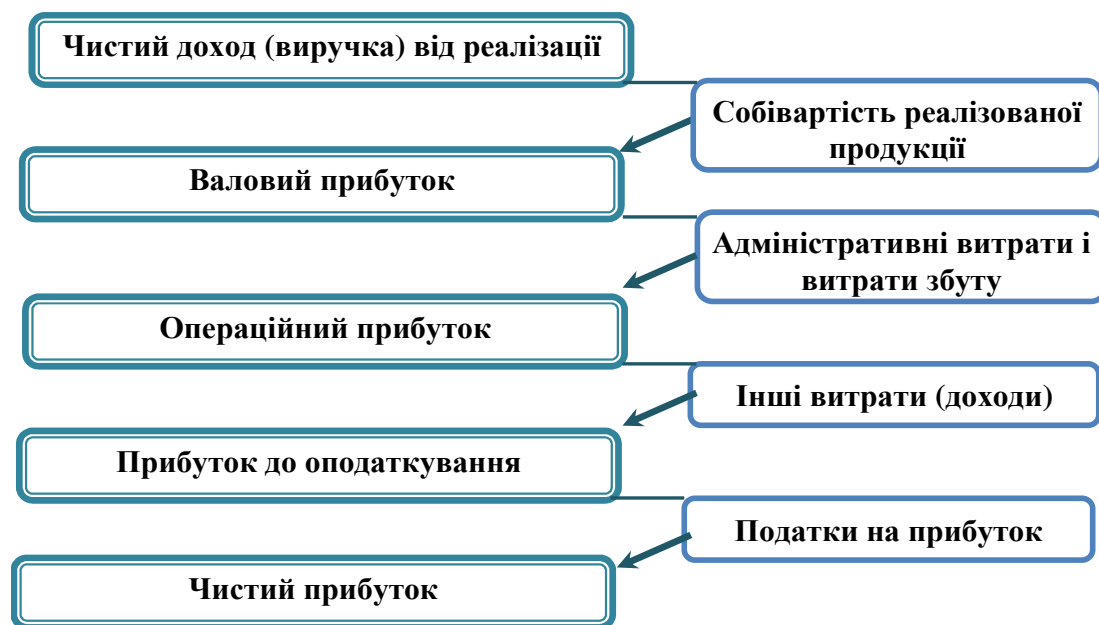 Чистий доход (виручка) від реалізації
Собівартість реалізованої
продукції
Валовий прибуток
Адміністративні витрати і
витрати збуту
Операційний прибуток
Інші витрати (доходи)
Прибуток до оподаткування
Податки на прибуток
Чистий прибуток